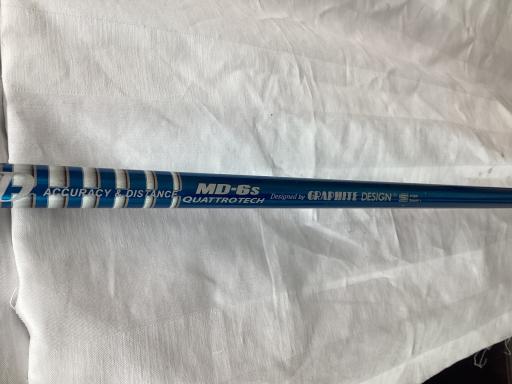 ACCURACY & DISTANCE
MD-6s
QUATTROTECH
Designed by GRAPHITE DESIGN